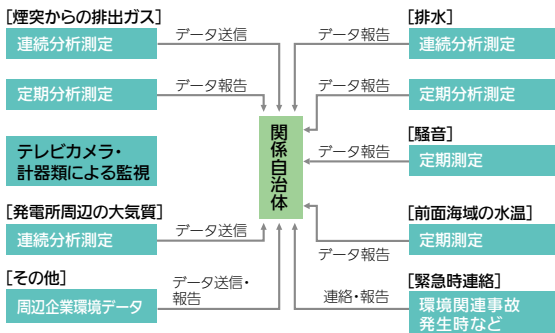 [煙突からの排出ガス]
連続分析測定
データ送信
定期分析測定
データ報告
テレビカメラ・
計器類による監視
[発電所周辺の大気質]
連続分析測定
データ送信
[その他]
周辺企業環境データ
データ送信・
報告
関係自治体
[排水]
データ報告
連続分析測定
データ報告
定期分析測定
[騒音]
データ報告
定期測定
[前面海域の水温]
定期測定
データ報告
[緊急時連絡]
連絡・報告
環境関連事故
発生時など